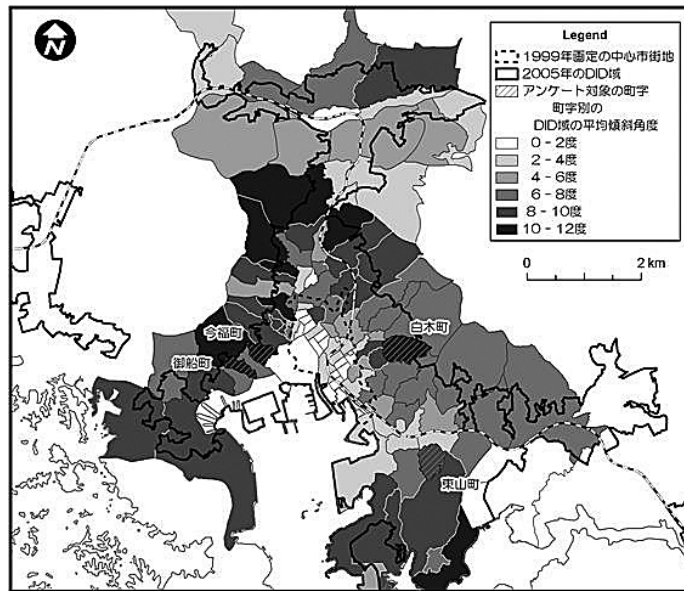 N
Legend
1999年画定の中心市街地
2005年のDID域
アンケート対象の町字
町字別の
DID域の平均傾斜角度
0 - 2度
2 - 4度
4 - 6度
6 - 8度
8 - 10度
10 - 12度
0 2 km
今福町
白木町
御船町
東山町